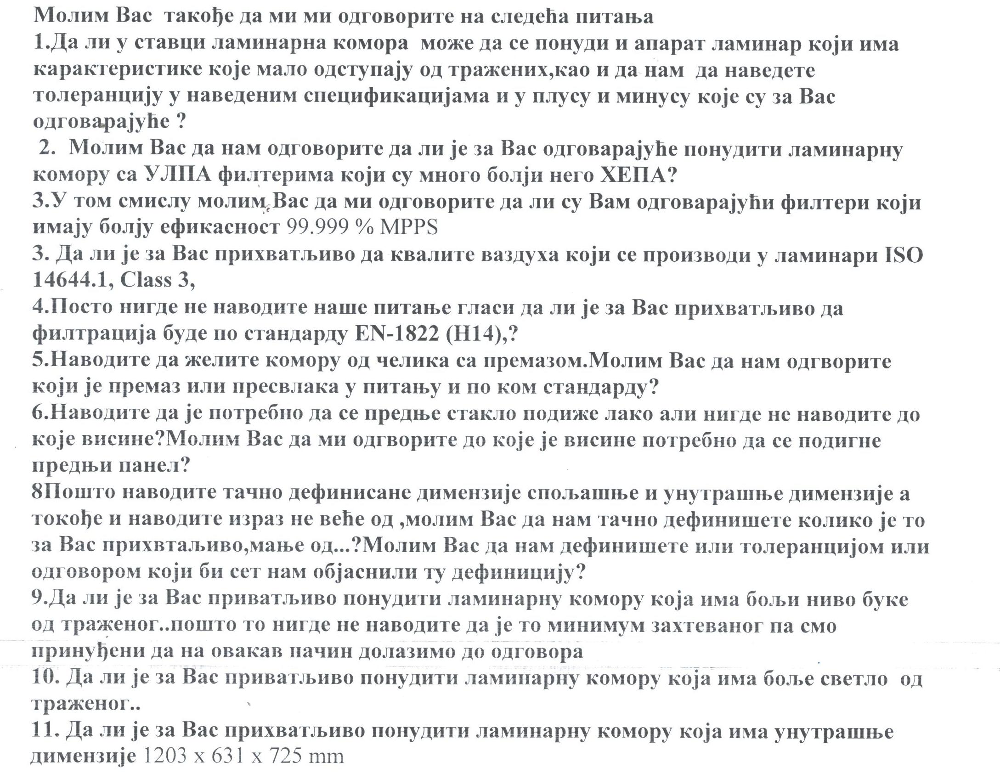 Молим Вас  такође да ми ми одговорите на следећа питања
1.Да ли у ставци ламинарна комора  може да се понуди и апарат ламинар који има
карактеристике које мало одступају од тражених,као и да нам  да наведете
толеранцију у наведеним спецификацијама и у плусу и минусу које су за Вас
одговарајуће ?
2.  Молим Вас да нам одговорите да ли је за Вас одговарајуће понудити ламинарну
комору са УЛПА филтерима који су много болји него ХЕПА?
3.У том смислу молим Вас да ми одговорите да ли су Вам одговарајући филтери који
имају болју ефикасност 99.999 % MPPS
3. Да ли је за Вас прихватљиво да квалите ваздуха који се производи у ламинари ISO
14644.1, Class 3,
4.Посто нигде не наводите наше питање гласи да ли је за Вас прихватљиво да
филтрација буде по стандарду EN-1822 (H14),?
5.Наводите да желите комору од челика са премазом.Молим Вас да нам одгворите
који је премаз или пресвлака у питању и по ком стандарду?
6.Наводите да је потребно да се предње стакло подиже лако али нигде не наводите до
које висине?Молим Вас да ми одгворите до које је висине потребно да се подигне
предњи панел?
8Пошто наводите тачно дефинисане димензије спољашње и унутрашње димензије а
токође и наводите израз не веће од ,молим Вас да нам тачно дефинишете колико је то
за Вас прихвтаљиво,мање од...?Молим Вас да нам дефинишете или толеранцијом или
одговором који би сет нам објаснили ту дефиницију?
9.Да ли је за Вас приватљиво понудити ламинарну комору која има бољи ниво буке
од траженог..пошто то нигде не наводите да је то минимум захтеваног па смо
принуђени да на овакав начин долазимо до одговора
10. Да ли је за Вас приватљиво понудити ламинарну комору која има боље светло  од
траженог..
11. Да ли је за Вас прихватљиво понудити ламинарну комору која има унутрашње
димензије 1203 x 631 x 725 mm